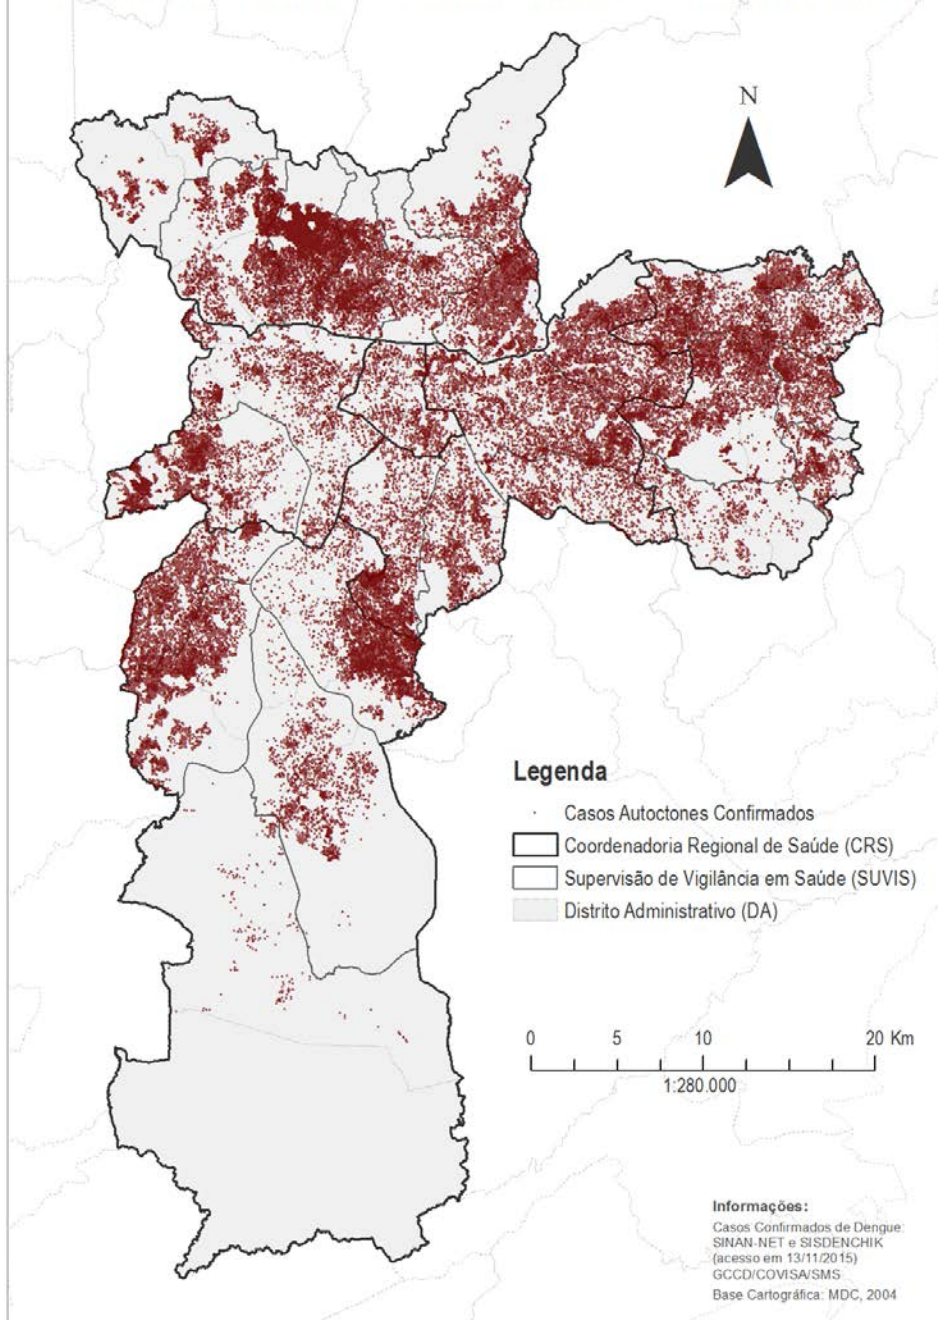 N
Legenda
Casos Autoctones Confirmados
Coordenadoria Regional de Saúde (CRS)
Supervisão de Vigilância em Saúde (SUVIS)
Distrito Administrativo (DA)
0 5 10 20 Km
1:280.000
Informações:
Casos Confirmados de Dengue:
SINAN-NET e SISDENCHIK
(acesso em 13/11/2015)
GCCD/COVISA/SMS
Base Cartográfica: MDC, 2004